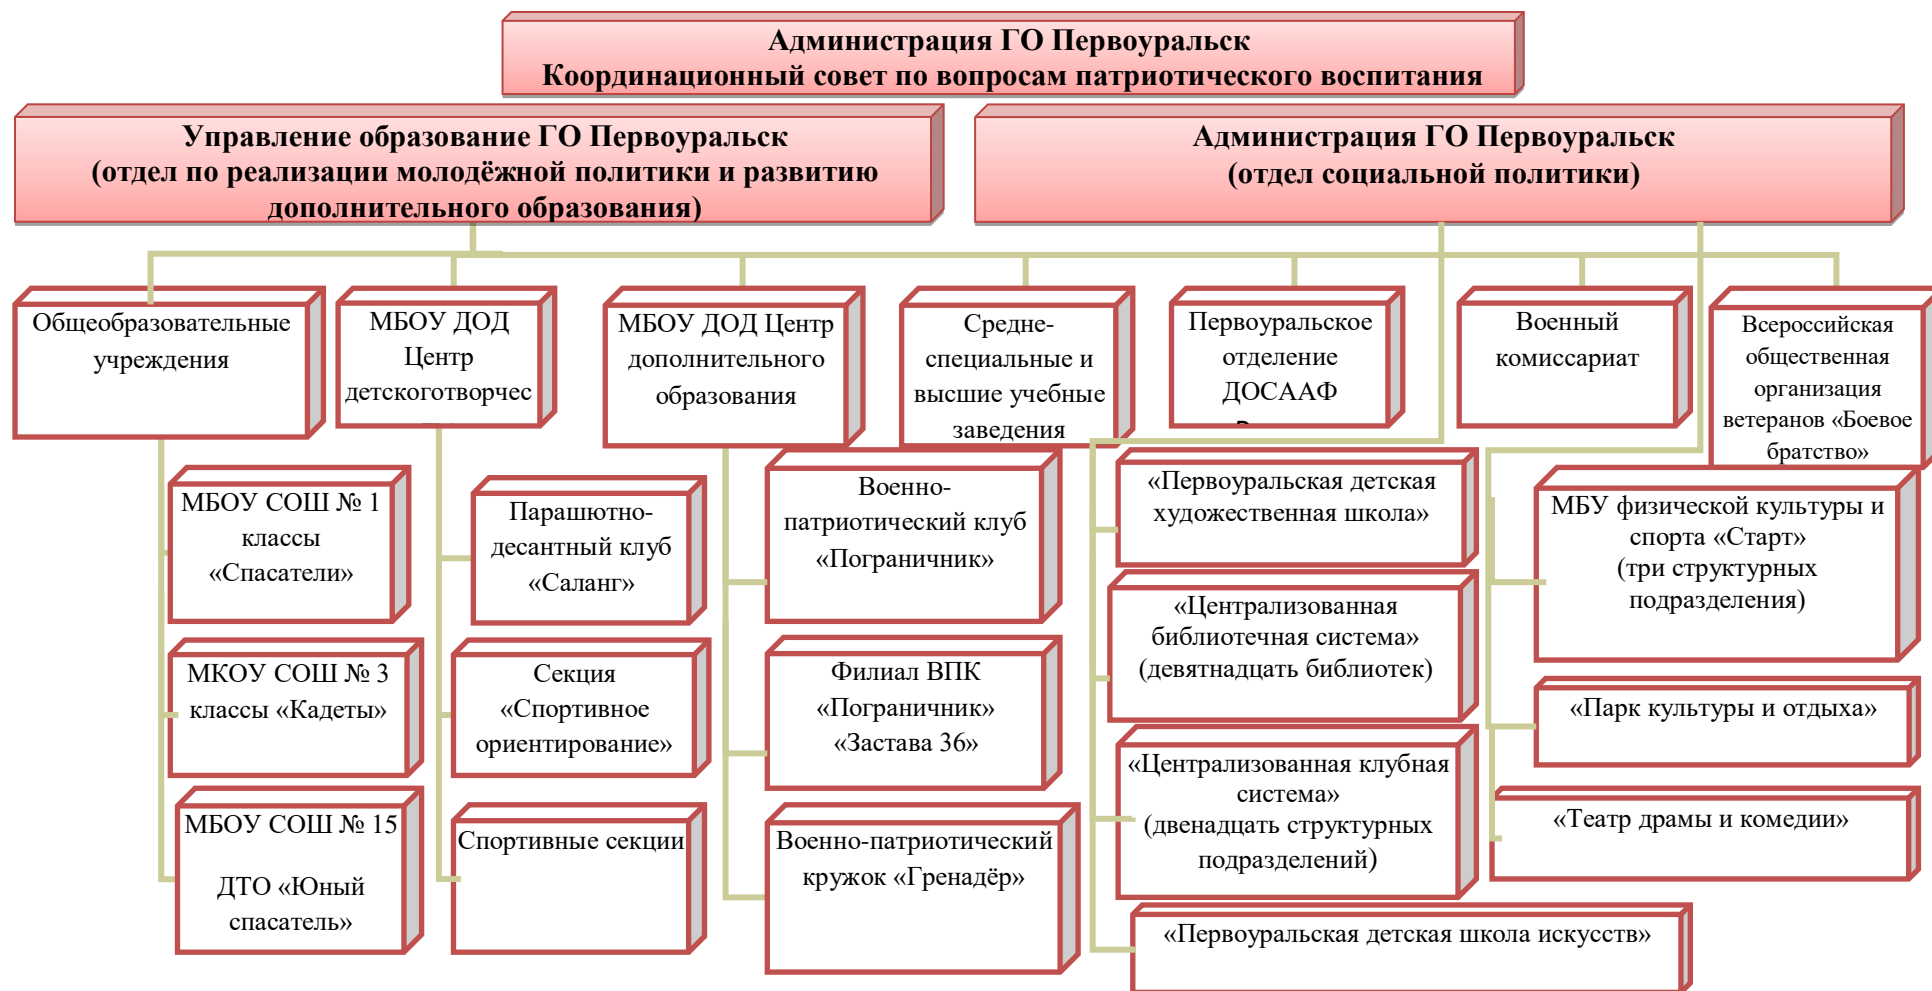 Администрация ГО Первоуральск
Координационный совет по вопросам патриотического воспитания
Управление образование ГО Первоуральск
(отдел по реализации молодёжной политики и развитию
дополнительного образования)
Администрация ГО Первоуральск
(отдел социальной политики)
Общеобразовательные
учреждения
МБОУ ДОД
Центр
детскоготворчес
МБОУ ДОД Центр
дополнительного
образования
Средне-
специальные и
высшие учебные
заведения
Первоуральское
отделение
ДОСААФ
Военный
комиссариат
Всероссийская
общественная
организация
ветеранов «Боевое
братство»
МБОУ СОШ № 1
классы
«Спасатели»
МКОУ СОШ № 3
классы «Кадеты»
МБОУ СОШ № 15
ДТО «Юный
спасатель»
Парашютно-
десантный клуб
«Саланг»
Секция
«Спортивное
ориентирование»
Спортивные секции
Военно-
патриотический клуб
«Пограничник»
Филиал ВПК
«Пограничник»
«Застава 36»
Военно-патриотический
кружок «Гренадёр»
«Первоуральская детская
художественная школа»
«Централизованная
библиотечная система»
(девятнадцать библиотек)
«Централизованная клубная
система»
(двенадцать структурных
подразделений)
«Первоуральская детская школа искусств»
МБУ физической культуры и
спорта «Старт»
(три структурных
подразделения)
«Парк культуры и отдыха»
«Театр драмы и комедии»